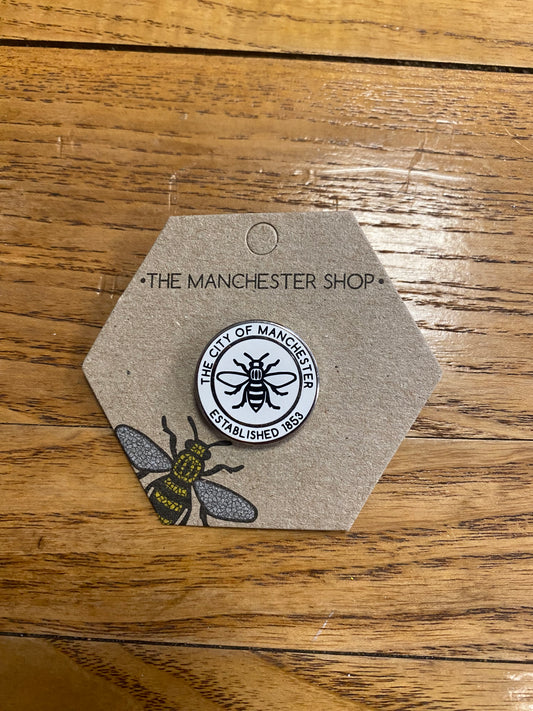 •THE MANCHESTER SHOP•
THE CITY OF MANCHESTER
ESTABLISHED 1853